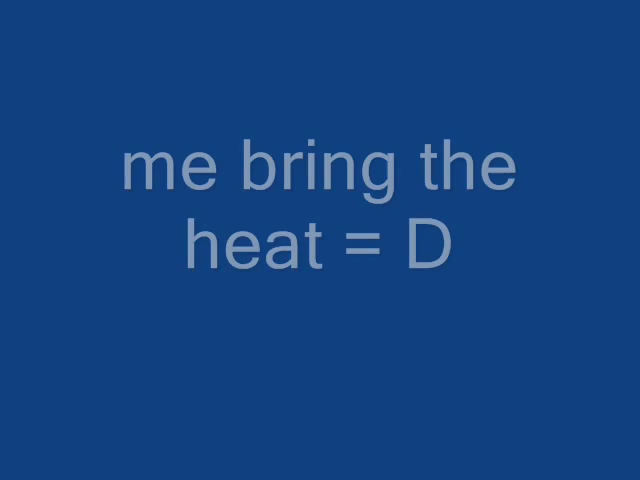 me bring the
heat = D